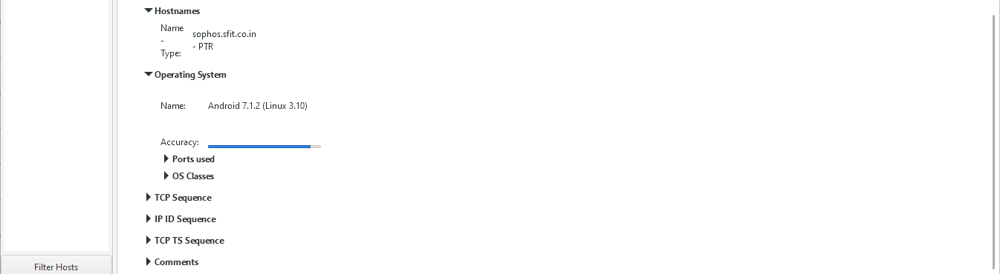 Hostnames
Name - Type:
sophos.sfit.co.in - PTR
Operating System
Name: Android 7.1.2 (Linux 3.10)
Accuracy:
Ports used
OS Classes
TCP Sequence
IP ID Sequence
TCP TS Sequence
Comments
Filter Hosts